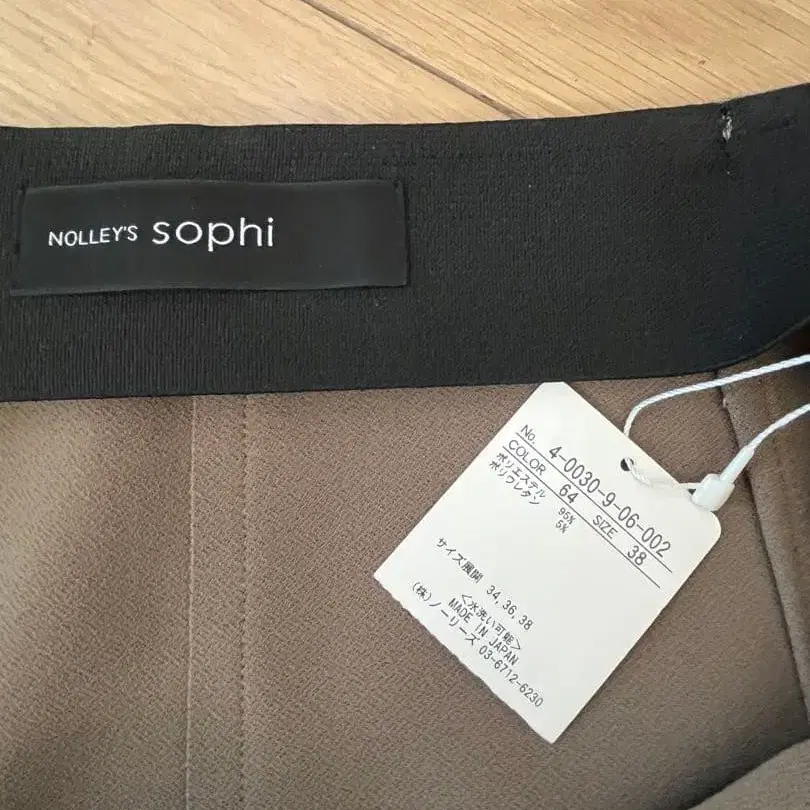 NOLLEY'S sophi
No. 4-0030-9-06-002
COLOR 64 SIZE 38
ポリエステル 95%
ポリウレタン 5%
サイズ展開 34,36,38
<水洗い可能>
MADE IN JAPAN
(株)ノーリーズ 03-6712-6230